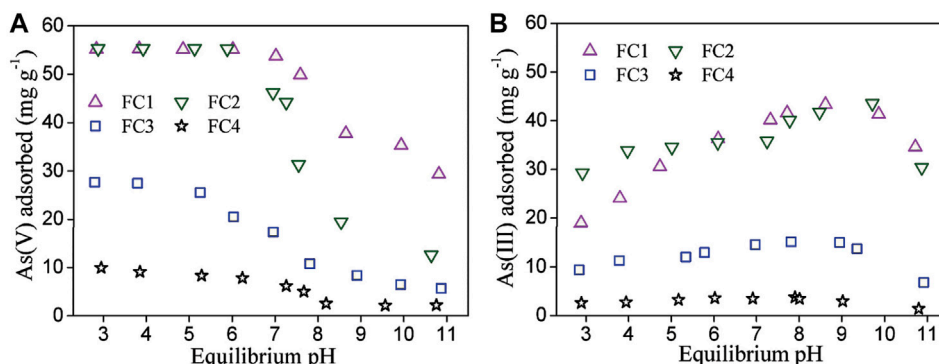 A
As(V) adsorbed (mg g⁻¹)
60
50
40
30
20
10
0
FC1 FC2
FC3 FC4
3 4 5 6 7 8 9 10 11
Equilibrium pH
B
As(III) adsorbed (mg g⁻¹)
60
50
40
30
20
10
0
FC1 FC2
FC3 FC4
3 4 5 6 7 8 9 10 11
Equilibrium pH